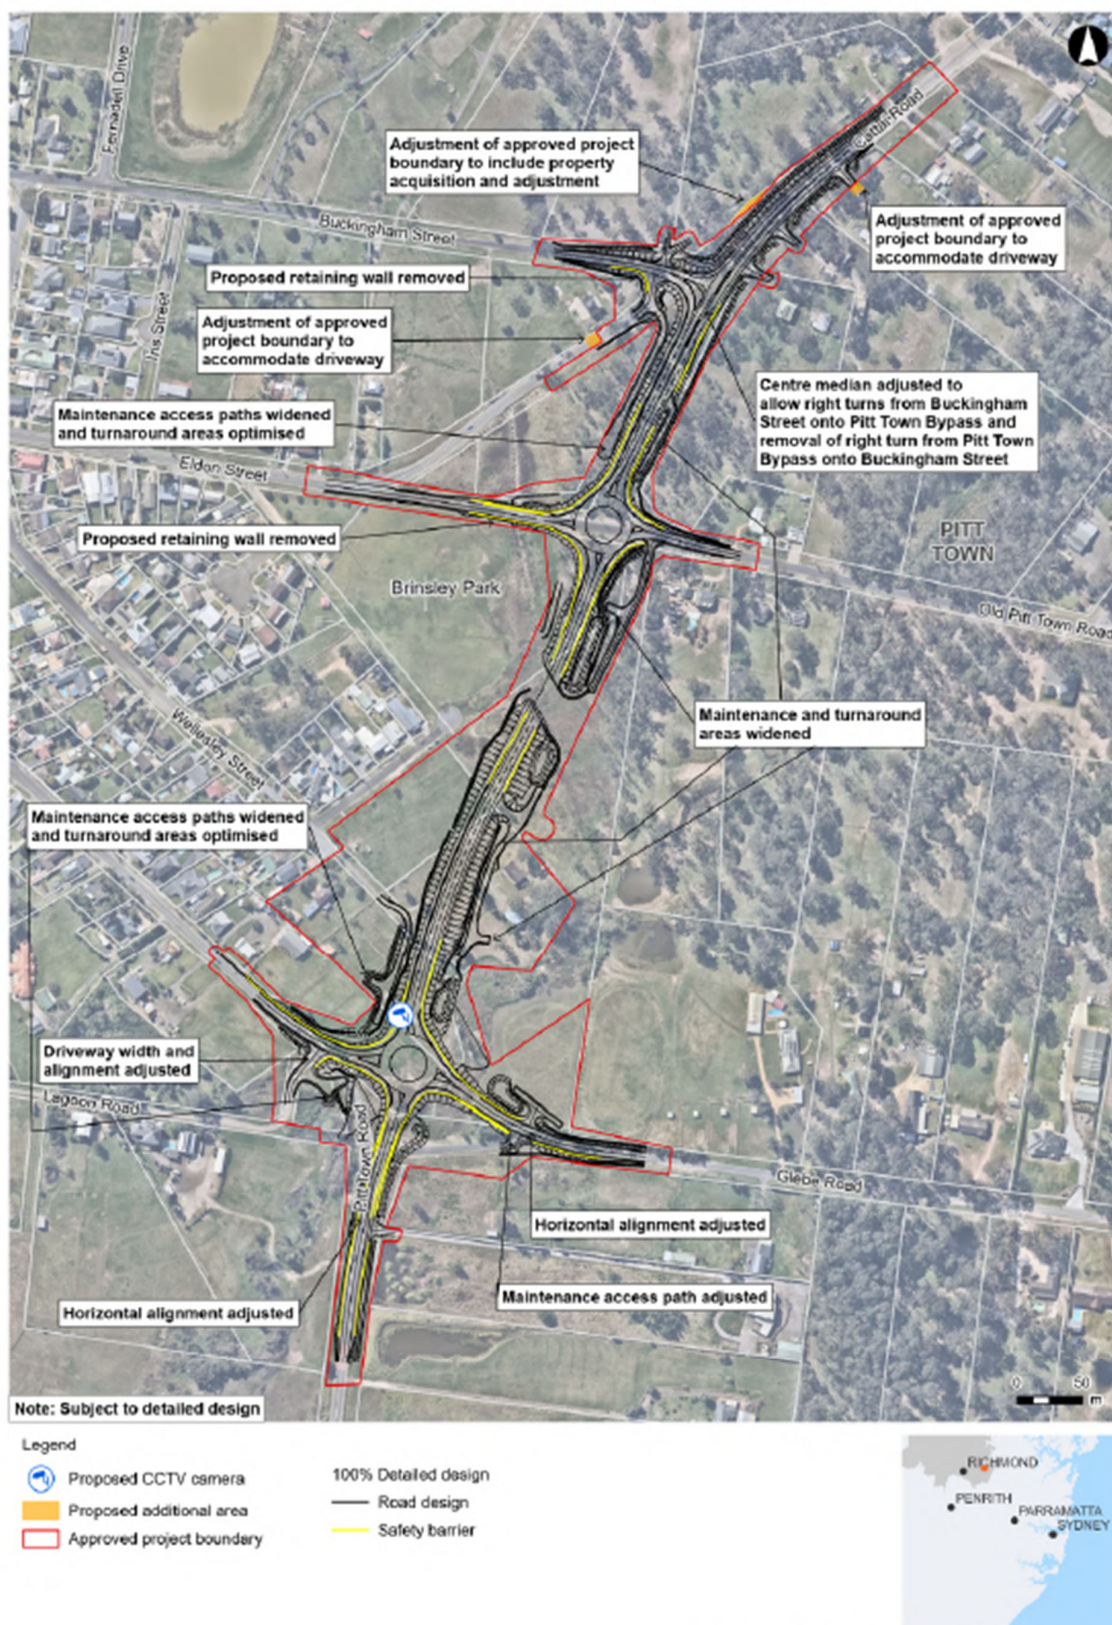 Fernadell Drive
Cattai Road
Adjustment of approved project
boundary to include property
acquisition and adjustment
Adjustment of approved
project boundary to
accommodate driveway
Buckingham Street
Proposed retaining wall removed
Iris Street
Adjustment of approved
project boundary to
accommodate driveway
Centre median adjusted to
allow right turns from Buckingham
Street onto Pitt Town Bypass and
removal of right turn from Pitt Town
Bypass onto Buckingham Street
Maintenance access paths widened
and turnaround areas optimised
Eldon Street
Proposed retaining wall removed
PITT
TOWN
Brinsley Park
Old Pitt Town Road
Maintenance and turnaround
areas widened
Wellesley Street
Maintenance access paths widened
and turnaround areas optimised
Driveway width and
alignment adjusted
Lagoon Road
Pitt Town Road
Glebe Road
Horizontal alignment adjusted
Maintenance access path adjusted
Horizontal alignment adjusted
0 50
m
Note: Subject to detailed design
Legend
Proposed CCTV camera
Proposed additional area
Approved project boundary
100% Detailed design
Road design
Safety barrier
RICHMOND
PENRITH
PARRAMATTA
SYDNEY